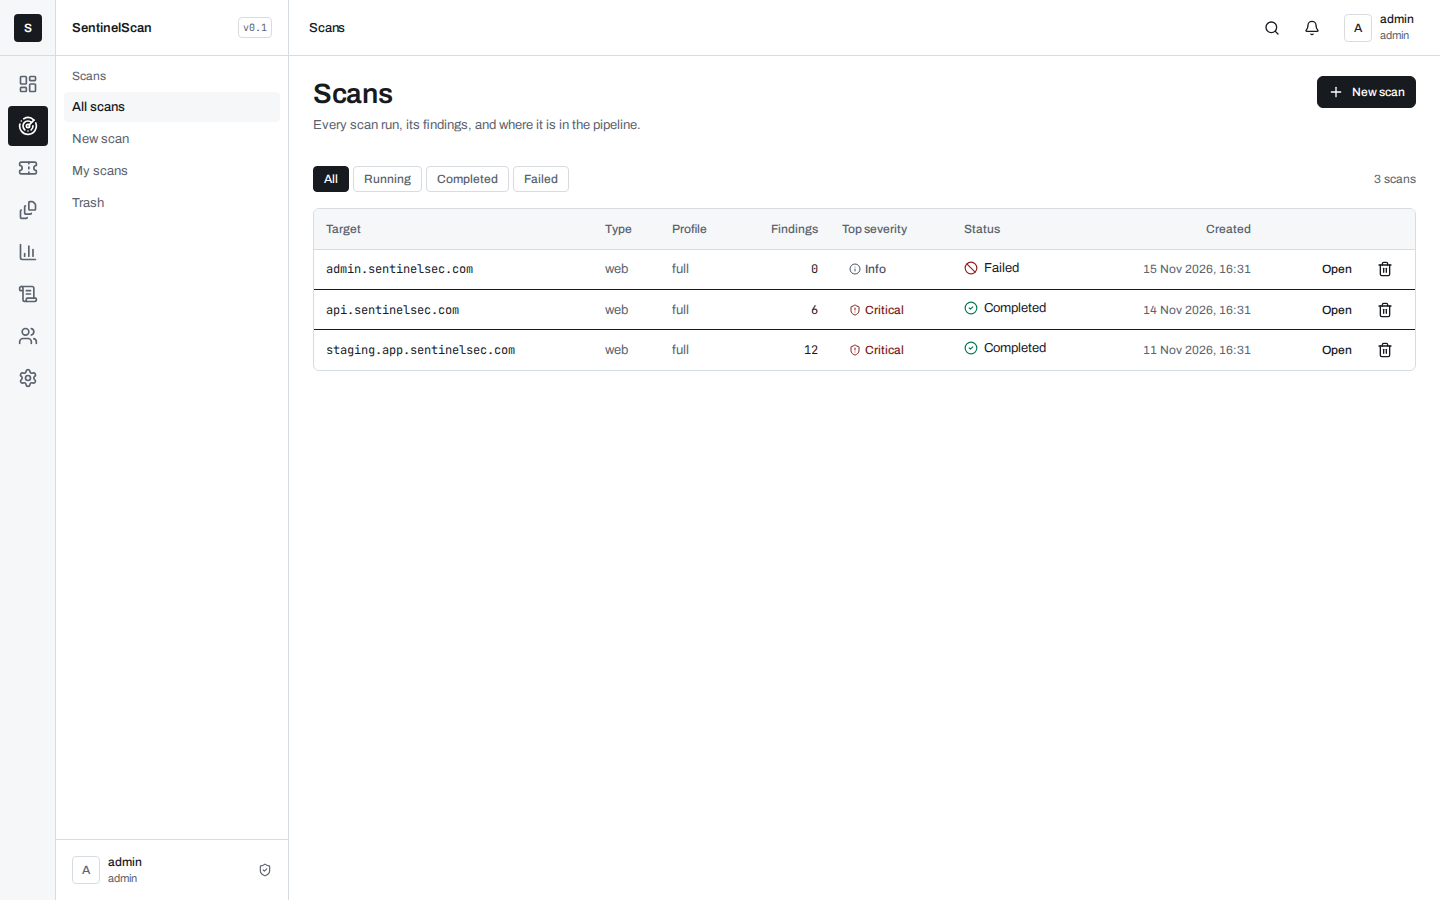 S
SentinelScan
v0.1
Scans
A
admin
admin
Scans
All scans
New scan
My scans
Trash
Scans
New scan
Every scan run, its findings, and where it is in the pipeline.
All
Running
Completed
Failed
3 scans
Target Type Profile Findings Top severity Status Created
admin.sentinelsec.com web full 0 Info Failed 15 Nov 2026, 16:31 Open
api.sentinelsec.com web full 6 Critical Completed 14 Nov 2026, 16:31 Open
staging.app.sentinelsec.com web full 12 Critical Completed 11 Nov 2026, 16:31 Open
A
admin
admin